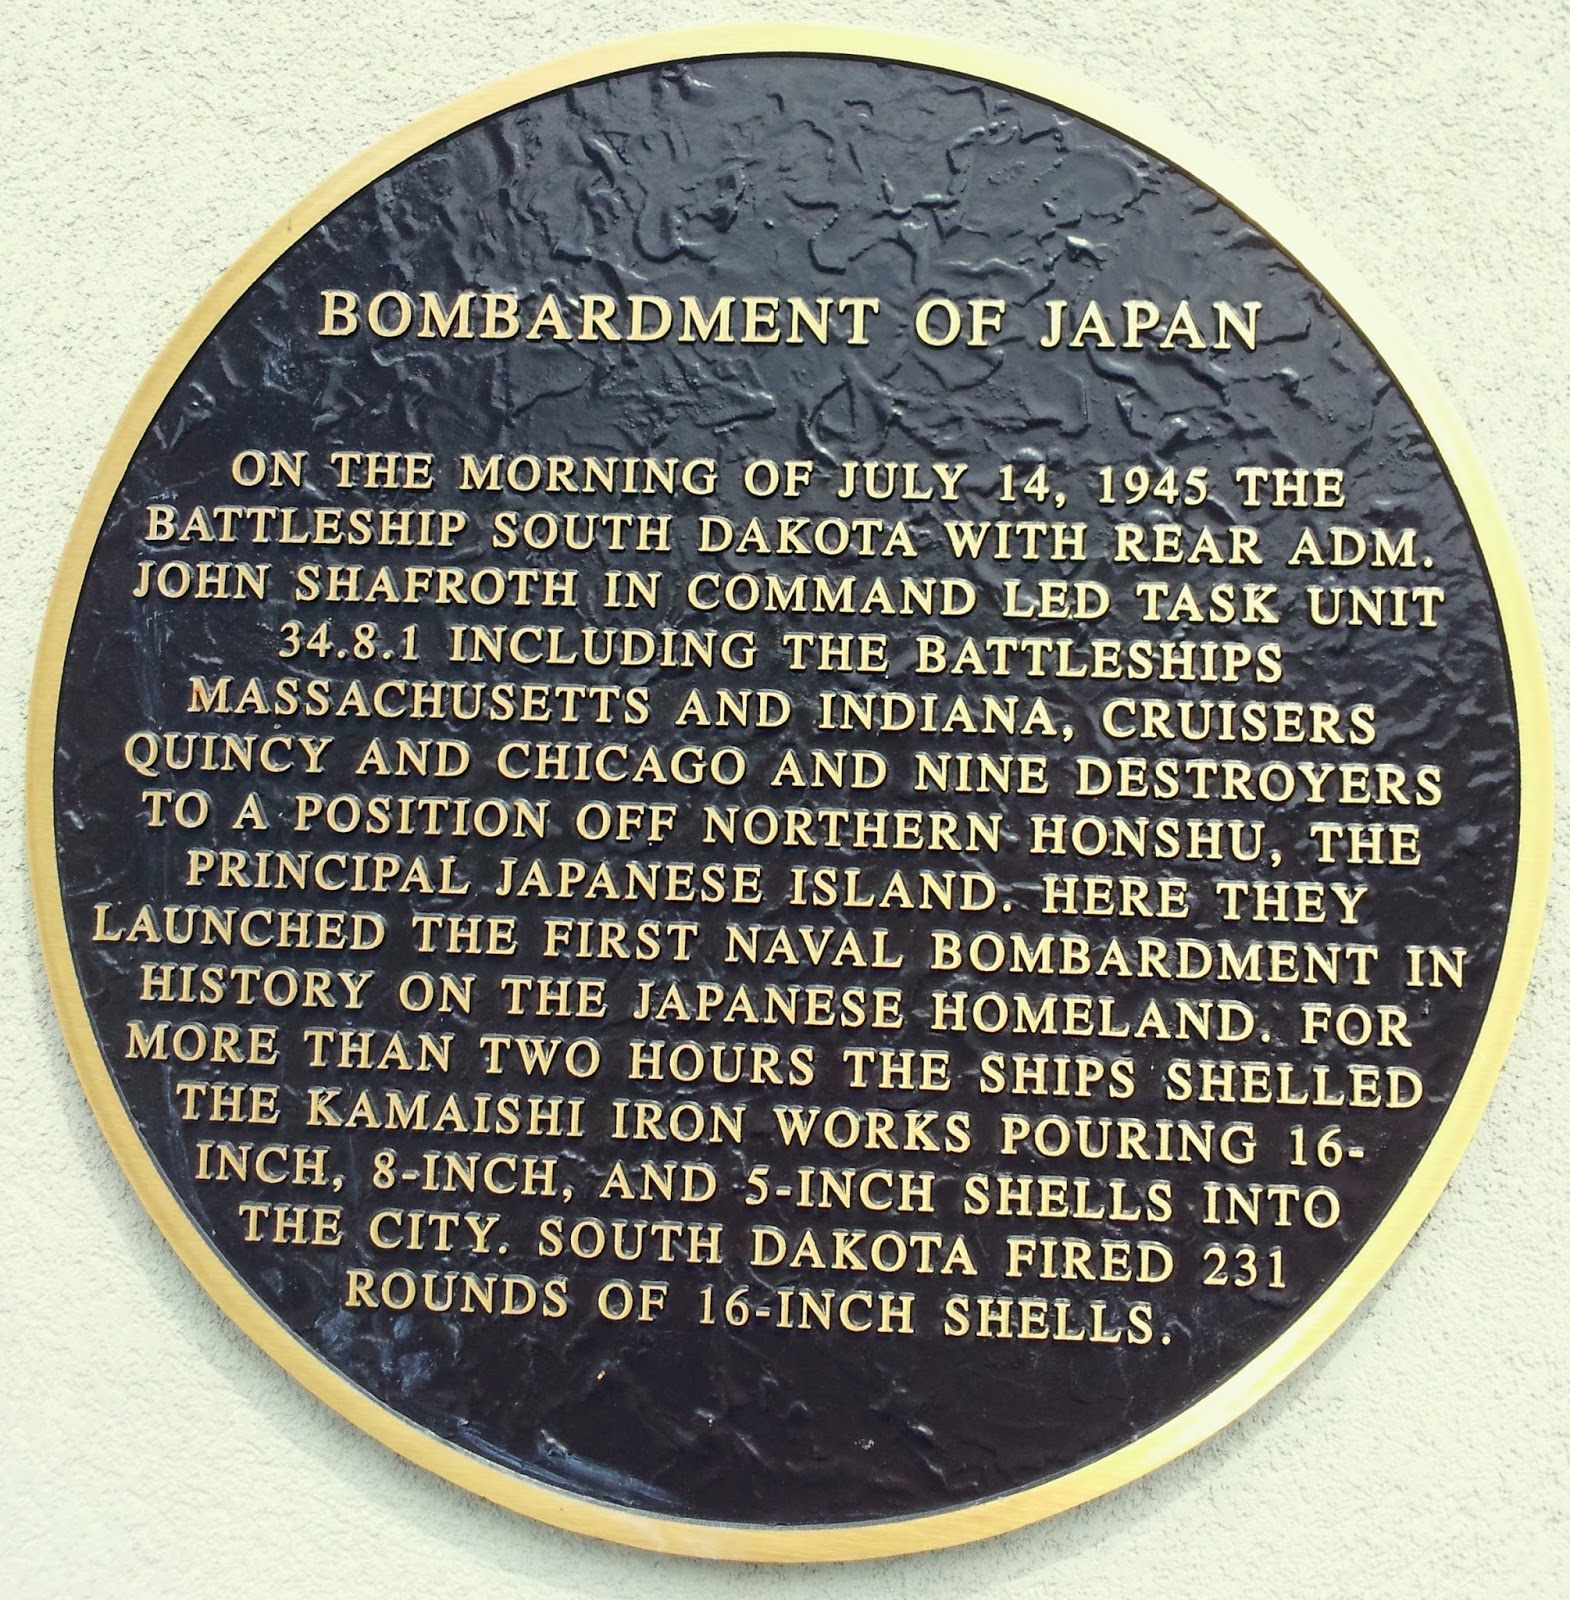 BOMBARDMENT OF JAPAN
ON THE MORNING OF JULY 14, 1945 THE
BATTLESHIP SOUTH DAKOTA WITH REAR ADM.
JOHN SHAFROTH IN COMMAND LED TASK UNIT
34.8.1 INCLUDING THE BATTLESHIPS
MASSACHUSETTS AND INDIANA, CRUISERS
QUINCY AND CHICAGO AND NINE DESTROYERS
TO A POSITION OFF NORTHERN HONSHU, THE
PRINCIPAL JAPANESE ISLAND. HERE THEY
LAUNCHED THE FIRST NAVAL BOMBARDMENT IN
HISTORY ON THE JAPANESE HOMELAND. FOR
MORE THAN TWO HOURS THE SHIPS SHELLED
THE KAMAISHI IRON WORKS POURING 16-
INCH, 8-INCH, AND 5-INCH SHELLS INTO
THE CITY. SOUTH DAKOTA FIRED 231
ROUNDS OF 16-INCH SHELLS.